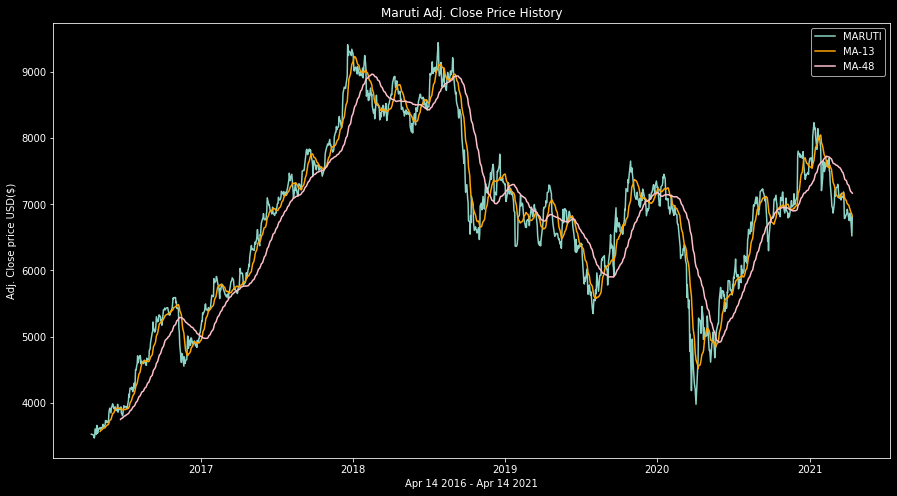 Maruti Adj. Close Price History
MARUTI
MA-13
MA-48
Adj. Close price USD($)
9000
8000
7000
6000
5000
4000
2017 2018 2019 2020 2021
Apr 14 2016 - Apr 14 2021